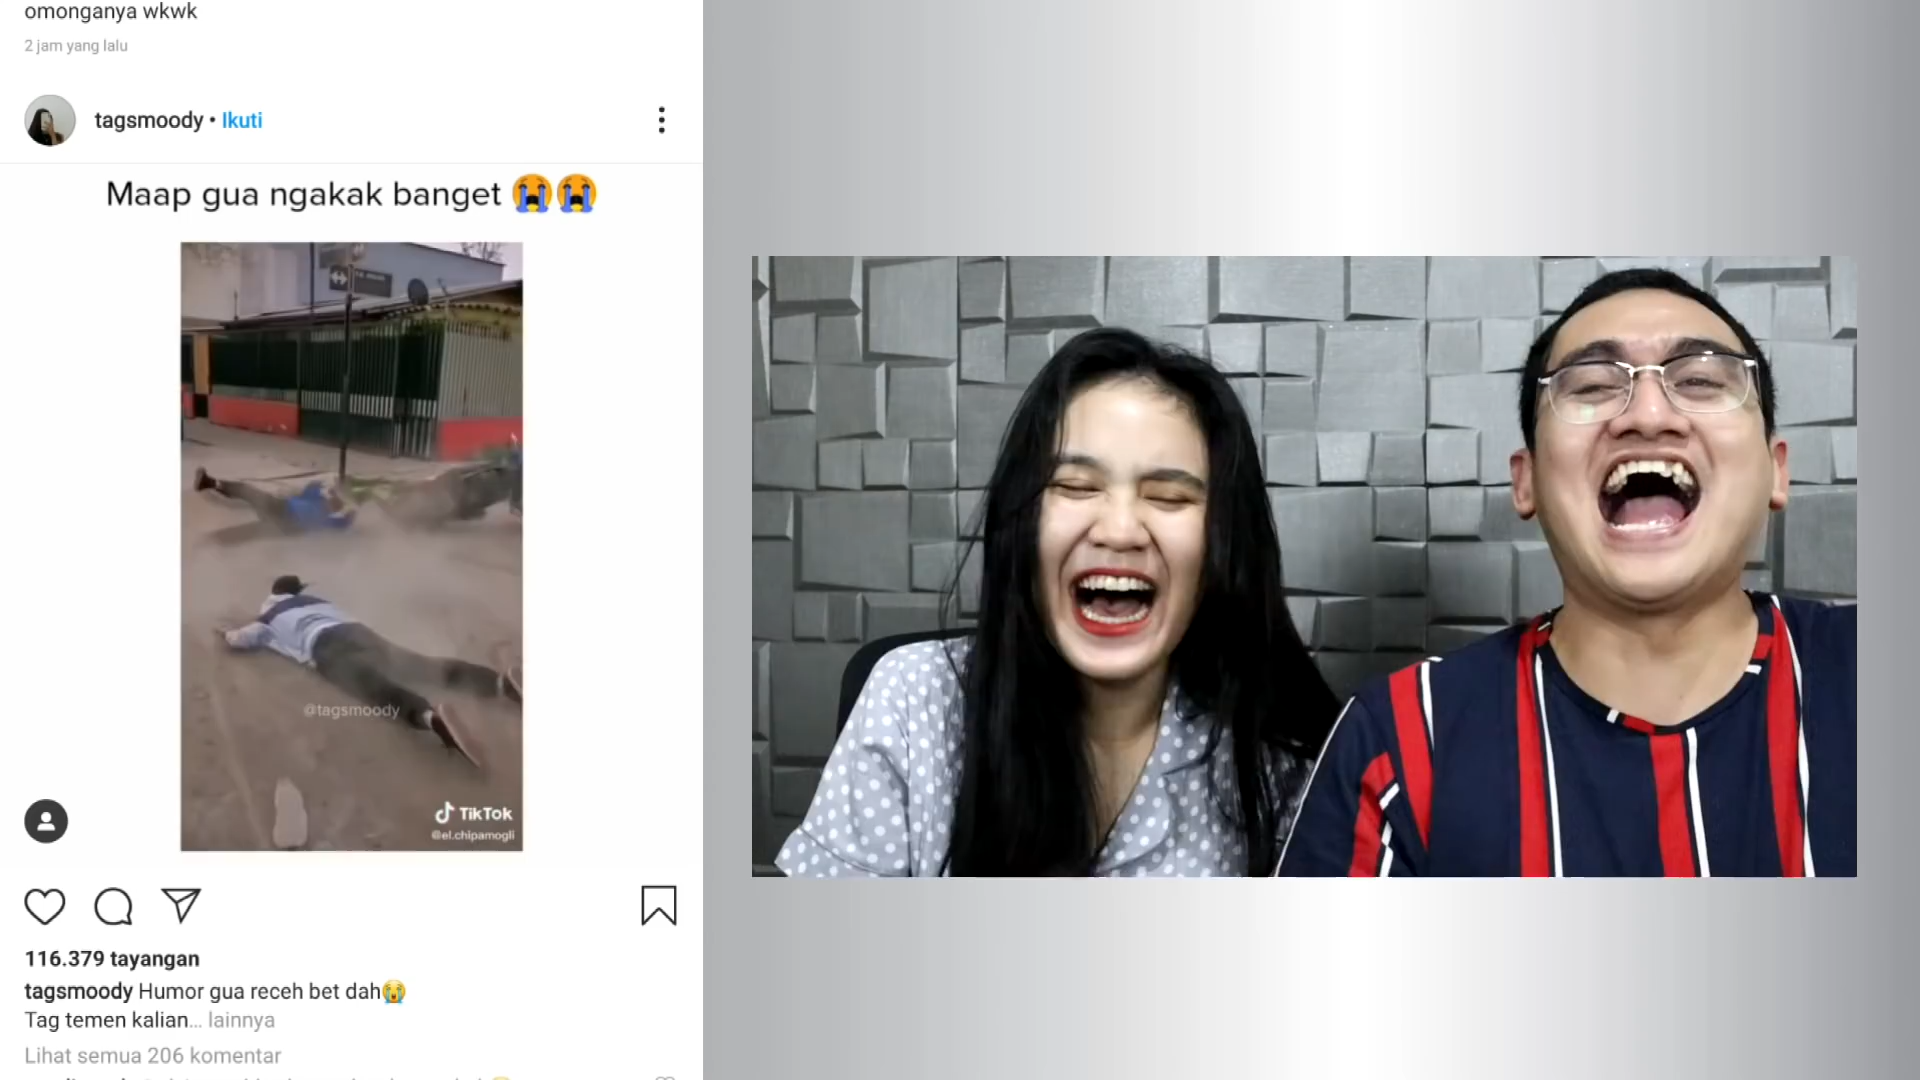 omonganya wkwk
2 jam yang lalu
tagsmoody • Ikuti
Maap gua ngakak banget 😭😭
@tagsmoody
TikTok
@el.chipamogli
116.379 tayangan
tagsmoody Humor gua receh bet dah😭
Tag temen kalian... lainnya
Lihat semua 206 komentar